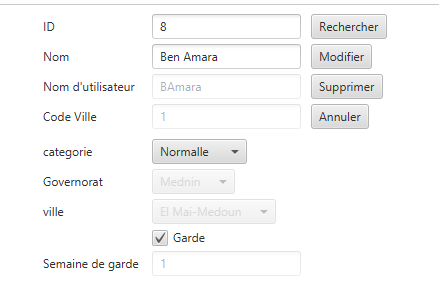 ID 8 Rechercher
Nom Ben Amara Modifier
Nom d'utilisateur BAmara Supprimer
Code Ville 1 Annuler
categorie Normalle
Governorat Mednin
ville El Mai-Medoun
Garde
Semaine de garde 1